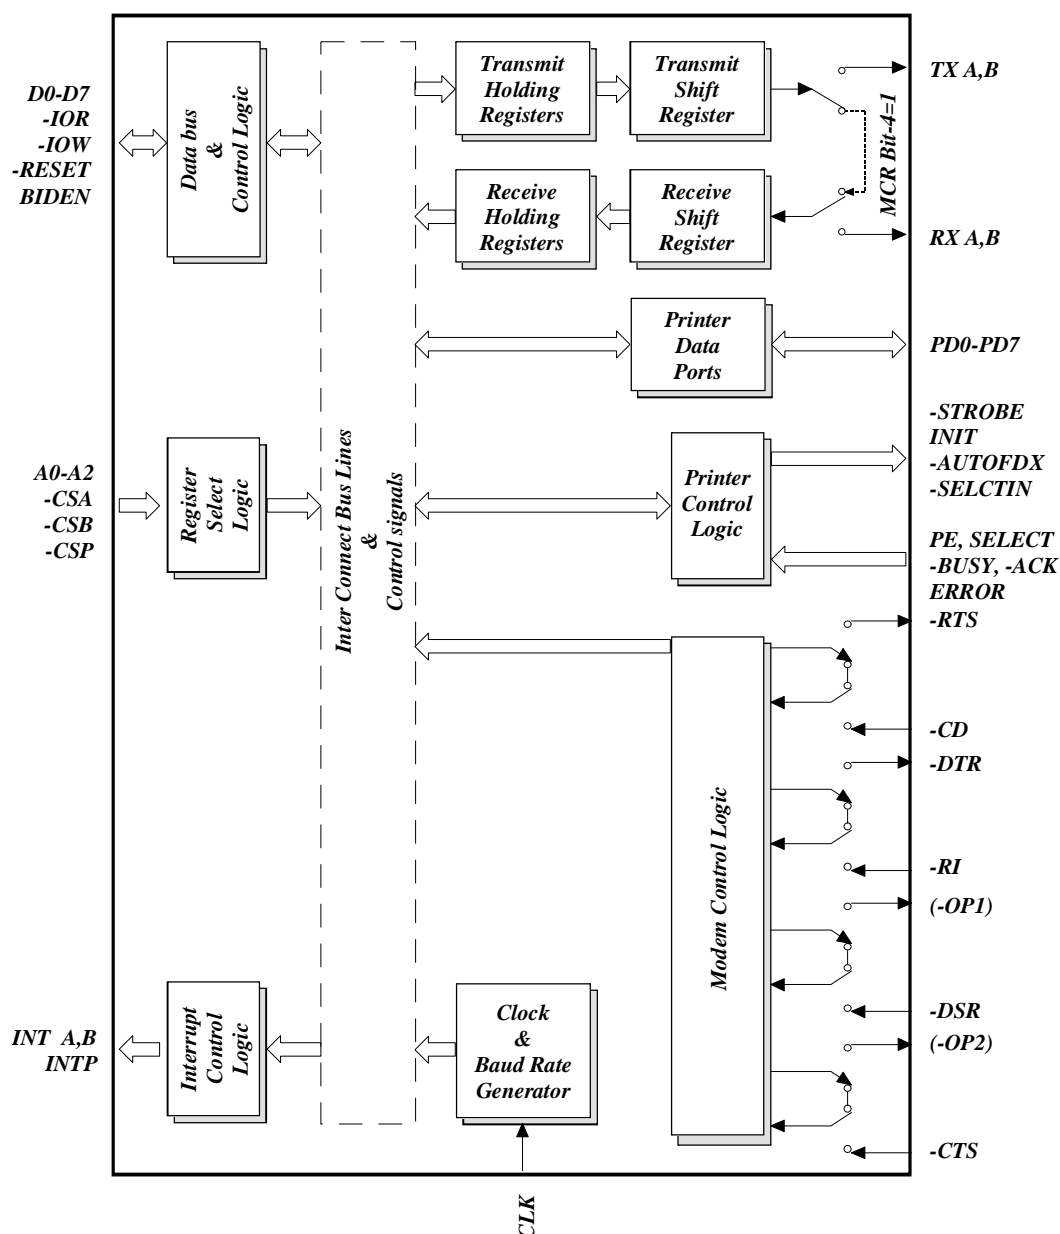 D0-D7
-IOR
-IOW
-RESET
BIDEN
Data bus
&
Control Logic
A0-A2
-CSA
-CSB
-CSP
Register
Select
Logic
INT A,B
INTP
Interrupt
Control
Logic
Inter Connect Bus Lines
&
Control signals
Transmit
Holding
Registers
Transmit
Shift
Register
Receive
Holding
Registers
Receive
Shift
Register
MCR Bit-4=1
TX A,B
RX A,B
Printer
Data
Ports
PD0-PD7
Printer
Control
Logic
-STROBE
INIT
-AUTOFDX
-SELCTIN
PE, SELECT
-BUSY, -ACK
ERROR
Modem Control Logic
-RTS
-CD
-DTR
-RI
(-OP1)
-DSR
(-OP2)
-CTS
Clock
&
Baud Rate
Generator
CLK